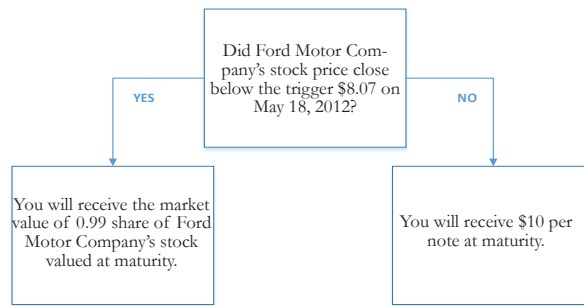 Did Ford Motor Com-
pany's stock price close
below the trigger $8.07 on
May 18, 2012?
YES
NO
You will receive the market
value of 0.99 share of Ford
Motor Company's stock
valued at maturity.
You will receive $10 per
note at maturity.